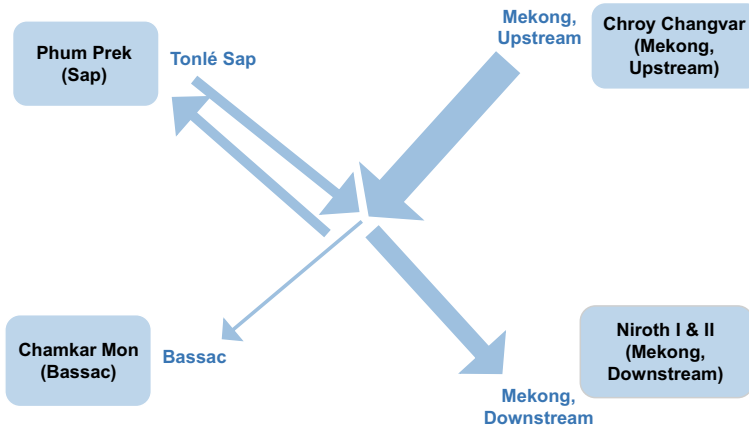 Phum Prek
(Sap)
Tonlé Sap
Mekong,
Upstream
Chroy Changvar
(Mekong,
Upstream)
Chamkar Mon
(Bassac)
Bassac
Mekong,
Downstream
Niroth I & II
(Mekong,
Downstream)